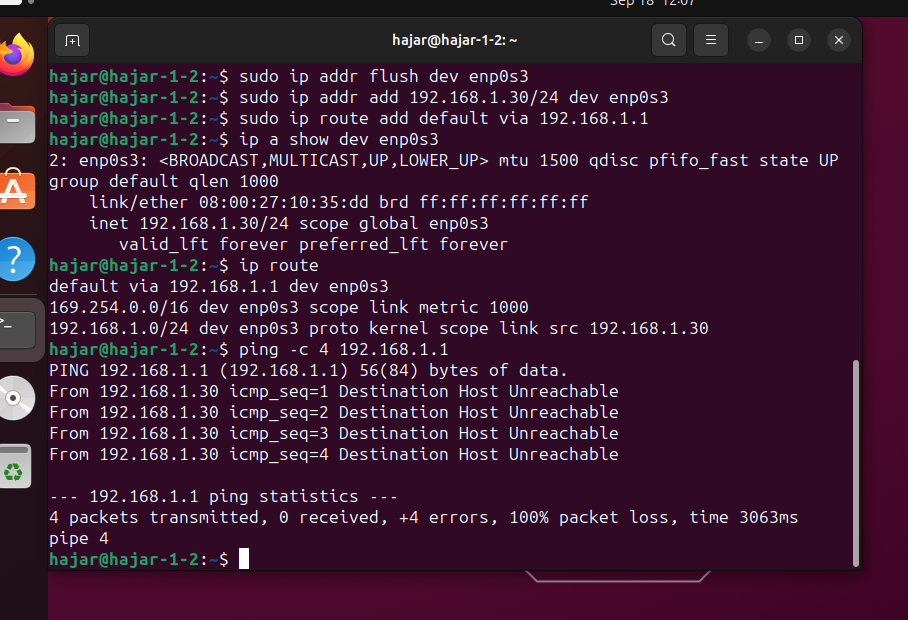 Sep 18 12:07
hajar@hajar-1-2: ~
hajar@hajar-1-2:~$ sudo ip addr flush dev enp0s3
hajar@hajar-1-2:~$ sudo ip addr add 192.168.1.30/24 dev enp0s3
hajar@hajar-1-2:~$ sudo ip route add default via 192.168.1.1
hajar@hajar-1-2:~$ ip a show dev enp0s3
2: enp0s3: <BROADCAST,MULTICAST,UP,LOWER_UP> mtu 1500 qdisc pfifo_fast state UP
group default qlen 1000
    link/ether 08:00:27:10:35:dd brd ff:ff:ff:ff:ff:ff
    inet 192.168.1.30/24 scope global enp0s3
       valid_lft forever preferred_lft forever
hajar@hajar-1-2:~$ ip route
default via 192.168.1.1 dev enp0s3
169.254.0.0/16 dev enp0s3 scope link metric 1000
192.168.1.0/24 dev enp0s3 proto kernel scope link src 192.168.1.30
hajar@hajar-1-2:~$ ping -c 4 192.168.1.1
PING 192.168.1.1 (192.168.1.1) 56(84) bytes of data.
From 192.168.1.30 icmp_seq=1 Destination Host Unreachable
From 192.168.1.30 icmp_seq=2 Destination Host Unreachable
From 192.168.1.30 icmp_seq=3 Destination Host Unreachable
From 192.168.1.30 icmp_seq=4 Destination Host Unreachable

--- 192.168.1.1 ping statistics ---
4 packets transmitted, 0 received, +4 errors, 100% packet loss, time 3063ms
pipe 4
hajar@hajar-1-2:~$